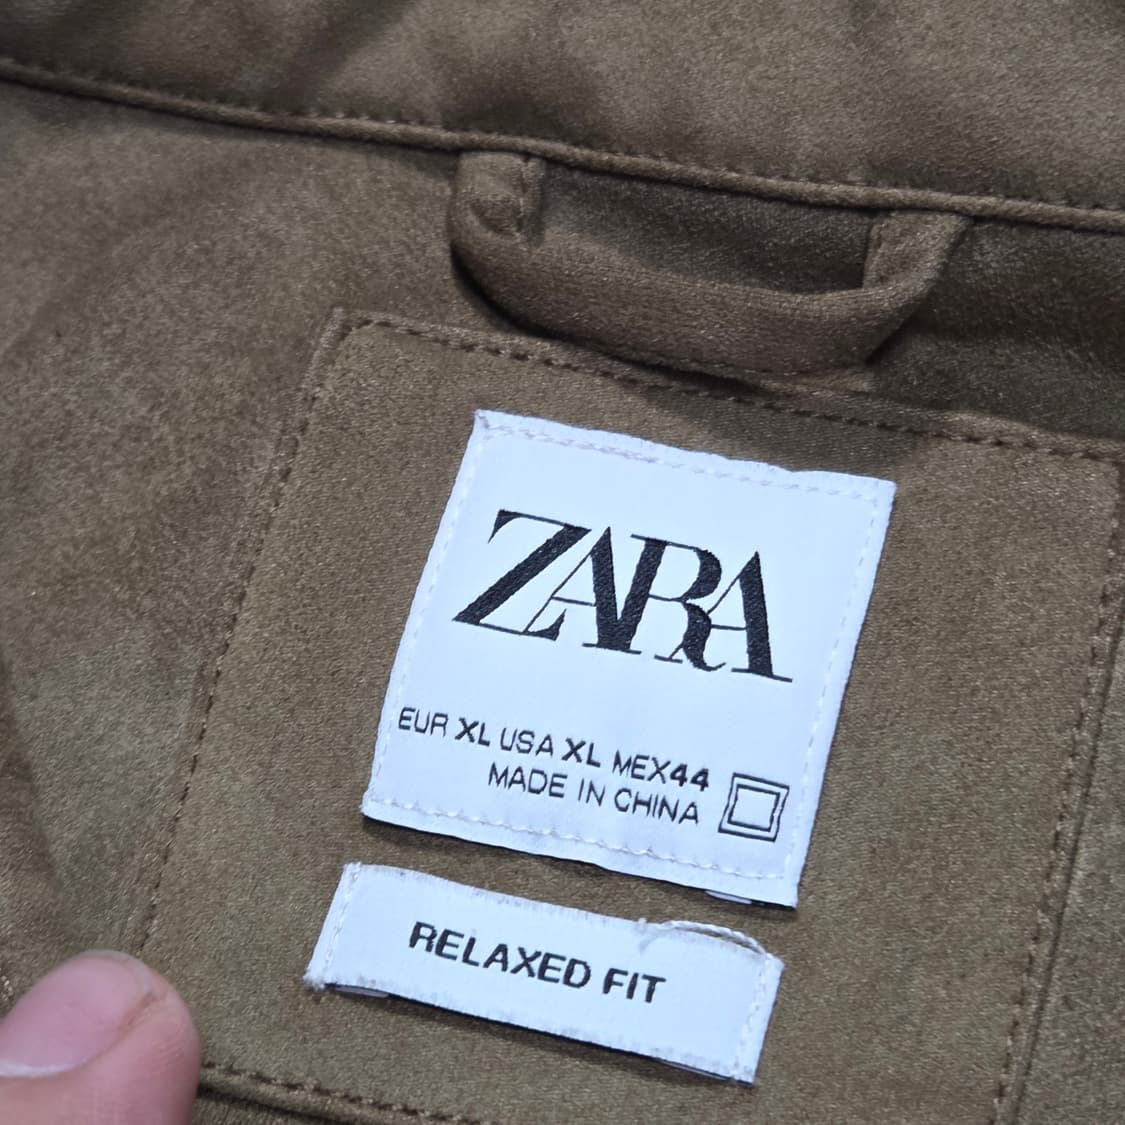 ZARA
EUR XL USA XL MEX44
MADE IN CHINA
RELAXED FIT